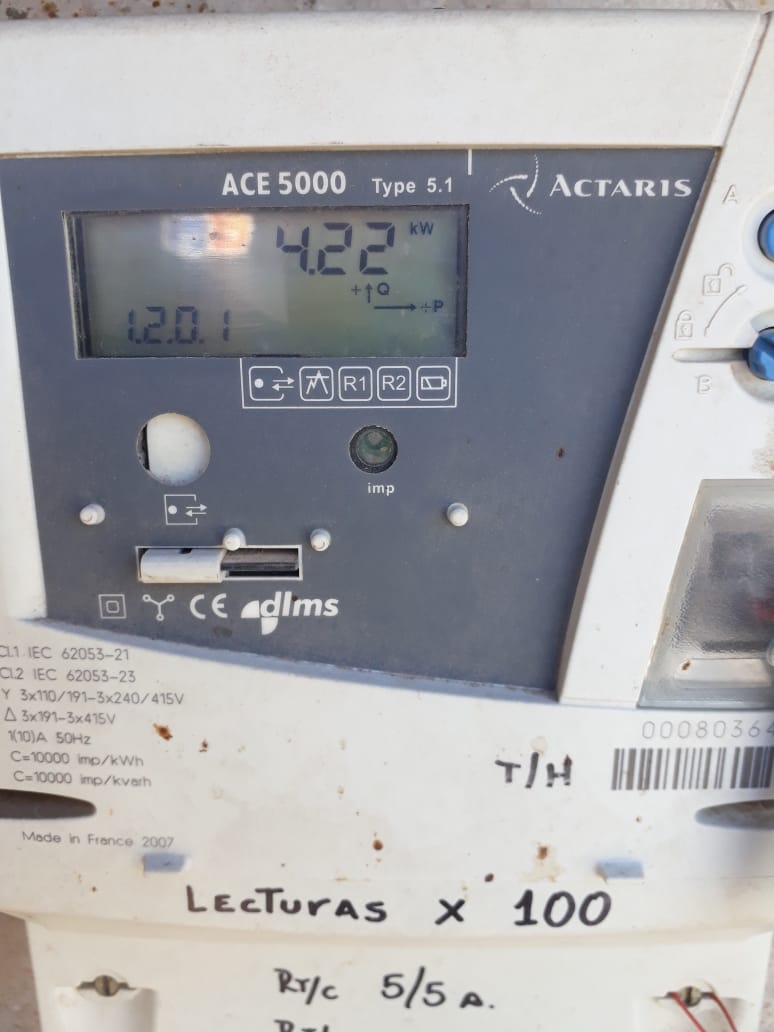 ACE 5000 Type 5.1 ACTARIS
A
4.22 kW
+ Q
+P
1.2.0.1
R1 R2
B
imp
CE dlms
Cl.1 IEC 62053-21
Cl.2 IEC 62053-23
Y 3x110/191-3x240/415V
Δ 3x191-3x415V
1(10)A 50Hz
C=10000 imp/kWh
C=10000 imp/kvarh
Made in France 2007
00080364
T/H
LECTURAS X 100
RT/C 5/5 A.